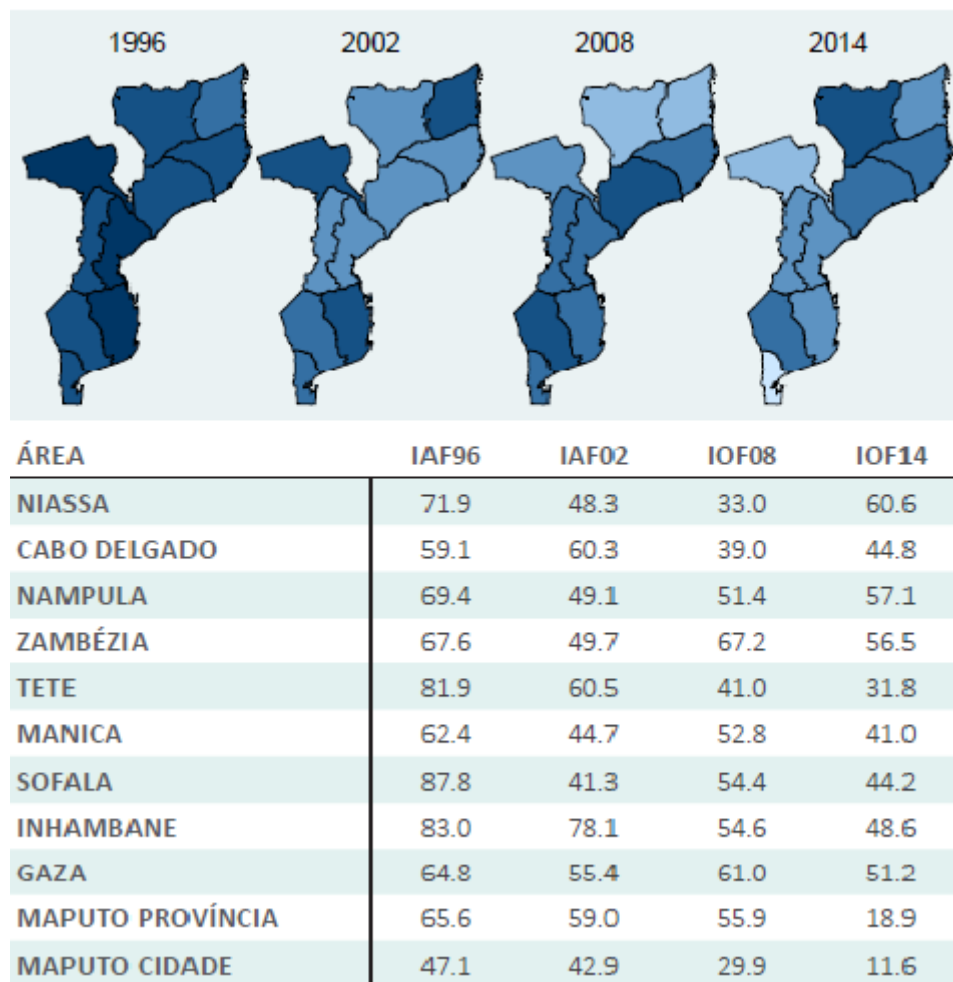 1996 2002 2008 2014
ÁREA IAF96 IAF02 IOF08 IOF14
NIASSA 71.9 48.3 33.0 60.6
CABO DELGADO 59.1 60.3 39.0 44.8
NAMPULA 69.4 49.1 51.4 57.1
ZAMBÉZIA 67.6 49.7 67.2 56.5
TETE 81.9 60.5 41.0 31.8
MANICA 62.4 44.7 52.8 41.0
SOFALA 87.8 41.3 54.4 44.2
INHAMBANE 83.0 78.1 54.6 48.6
GAZA 64.8 55.4 61.0 51.2
MAPUTO PROVÍNCIA 65.6 59.0 55.9 18.9
MAPUTO CIDADE 47.1 42.9 29.9 11.6